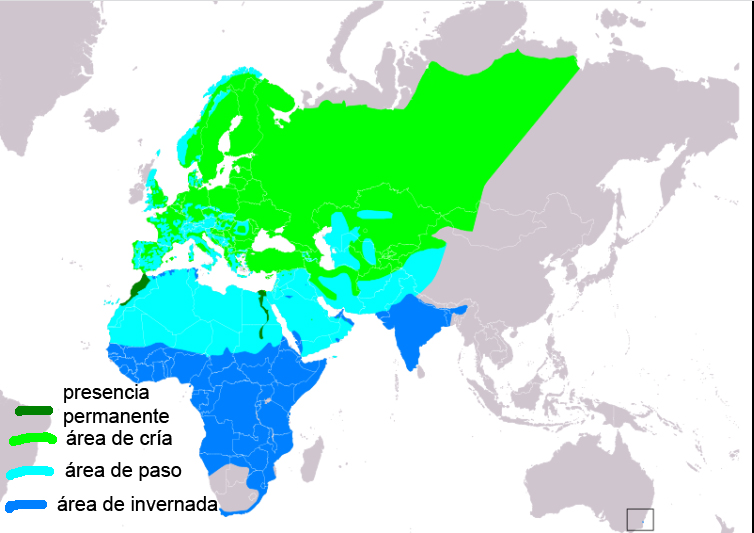 presencia
permanente
área de cría
área de paso
área de invernada